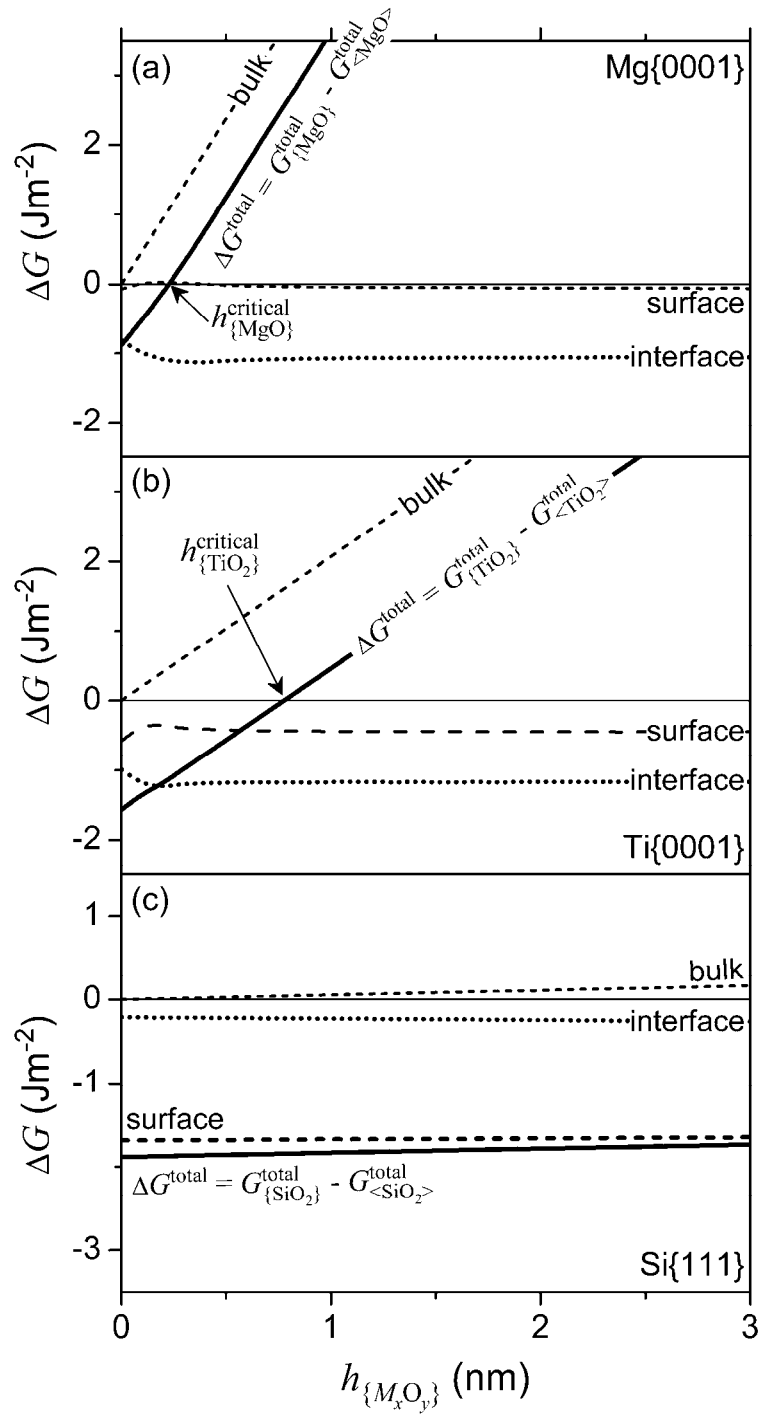 (a)
Mg{0001}
bulk
ΔG^total = G^total_{MgO} - G^total_<MgO>
2
0
-2
ΔG (Jm⁻²)
h^critical_{MgO}
surface
interface
(b)
bulk
h^critical_{TiO₂}
ΔG^total = G^total_{TiO₂} - G^total_<TiO₂>
2
0
-2
ΔG (Jm⁻²)
surface
interface
Ti{0001}
(c)
1
0
-1
-3
ΔG (Jm⁻²)
bulk
interface
surface
ΔG^total = G^total_{SiO₂} - G^total_<SiO₂>
Si{111}
0 1 2 3
h_{MₓOᵧ} (nm)